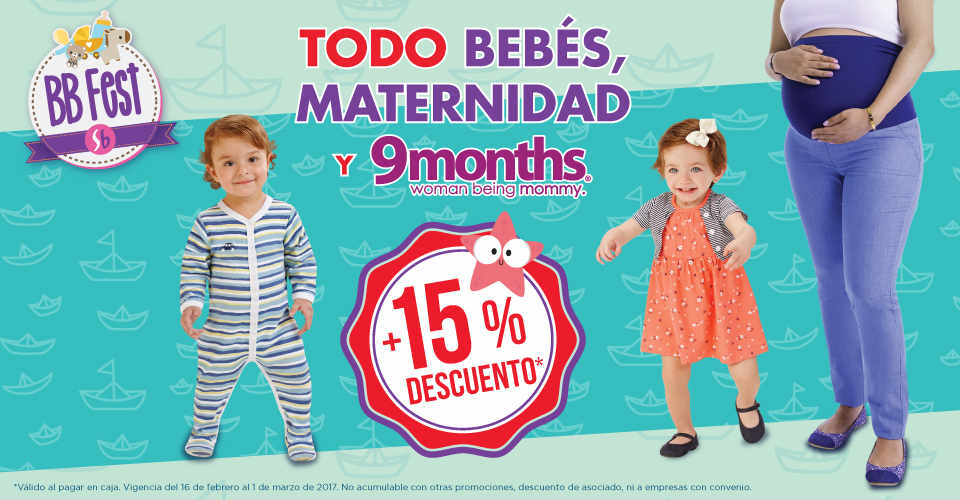 BB Fest
Sb
TODO BEBÉS,
MATERNIDAD
Y 9months®
woman being mommy.
+15%
DESCUENTO*
*Válido al pagar en caja. Vigencia del 16 de febrero al 1 de marzo de 2017. No acumulable con otras promociones, descuento de asociado, ni a empresas con convenio.